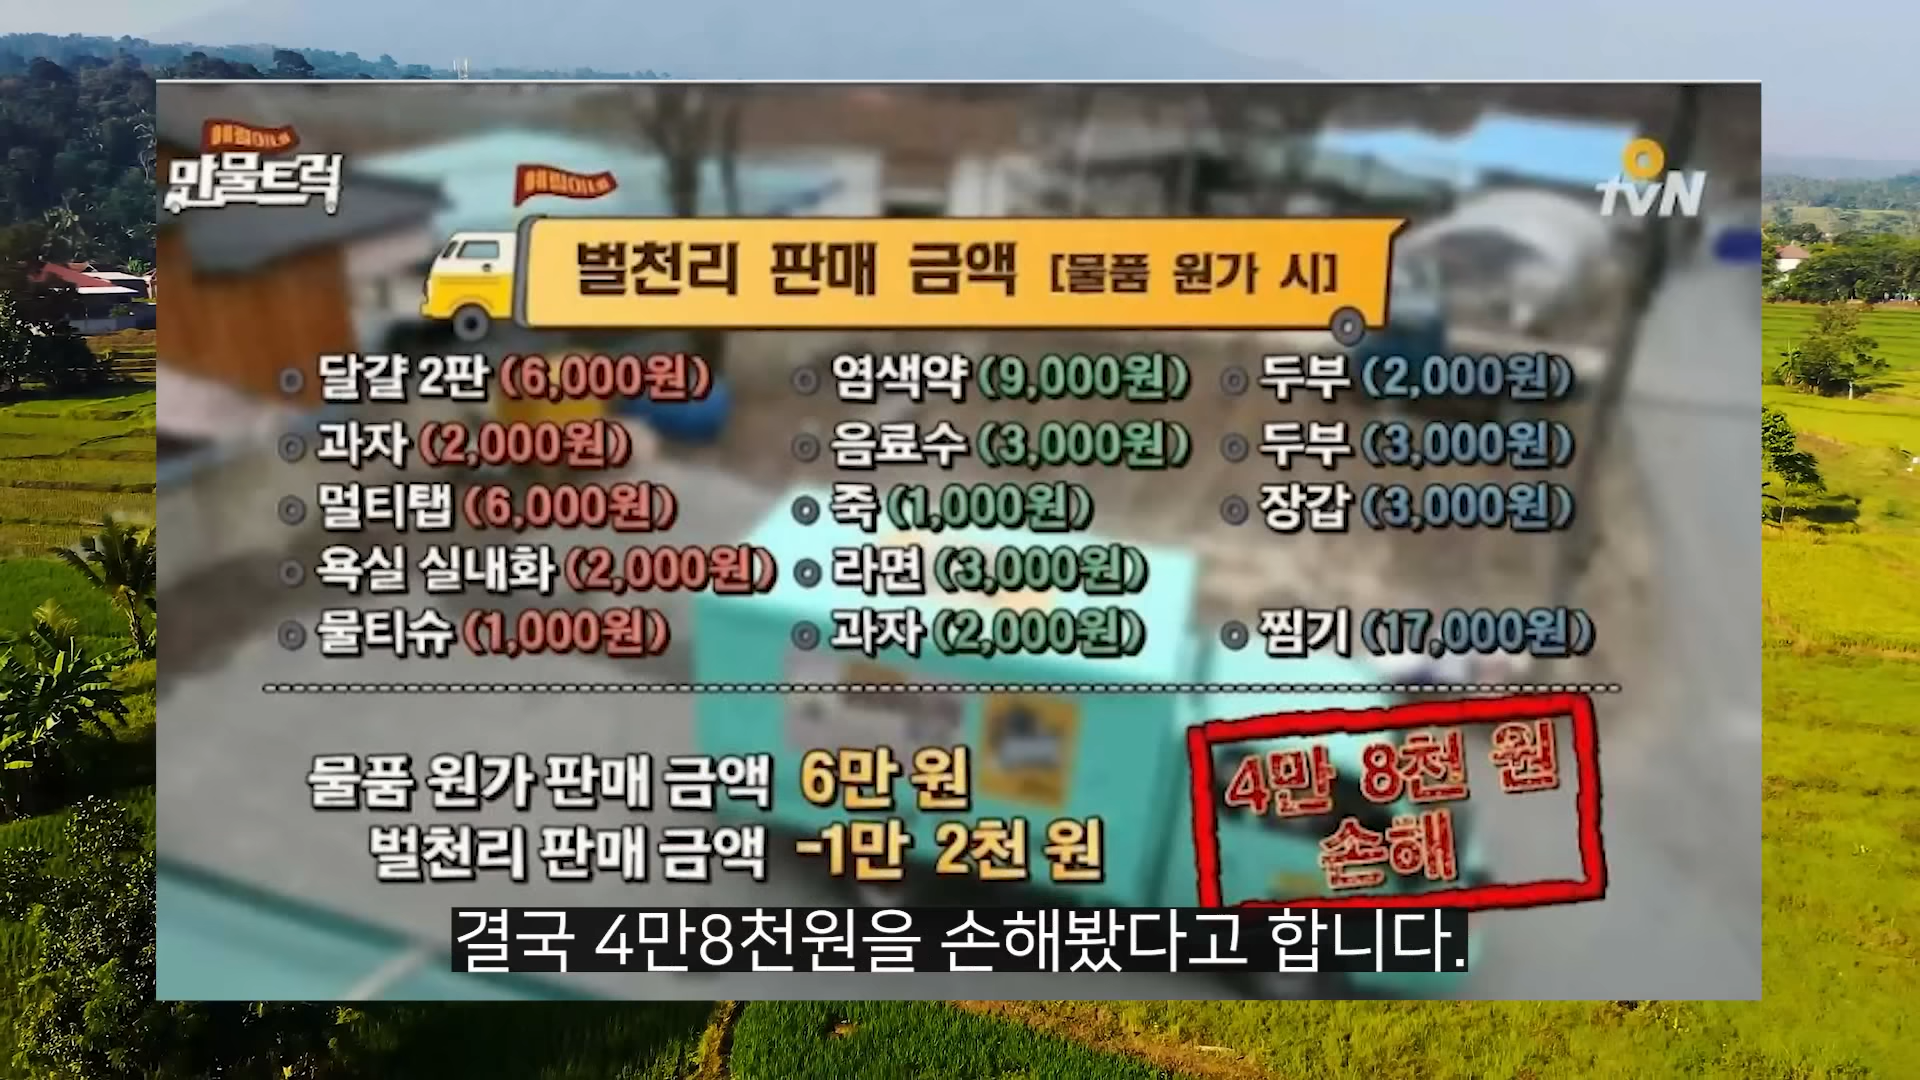 예림이네
만물트럭
tvN
예림이네
벌천리 판매 금액 [물품 원가 시]
달걀 2판 (6,000원)
과자 (2,000원)
멀티탭 (6,000원)
욕실 실내화 (2,000원)
물티슈 (1,000원)
염색약 (9,000원)
음료수 (3,000원)
죽 (1,000원)
라면 (3,000원)
과자 (2,000원)
두부 (2,000원)
두부 (3,000원)
장갑 (3,000원)
찜기 (17,000원)
물품 원가 판매 금액 6만 원
벌천리 판매 금액 -1만 2천 원
4만 8천 원
손해
결국 4만8천원을 손해봤다고 합니다.